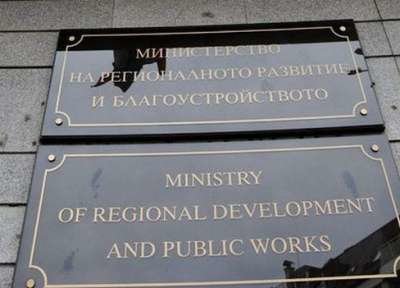 МИНИСТЕРСТВО
НА РЕГИОНАЛНОТО РАЗВИТИЕ
И БЛАГОУСТРОЙСТВОТО
MINISTRY
OF REGIONAL DEVELOPMENT
AND PUBLIC WORKS